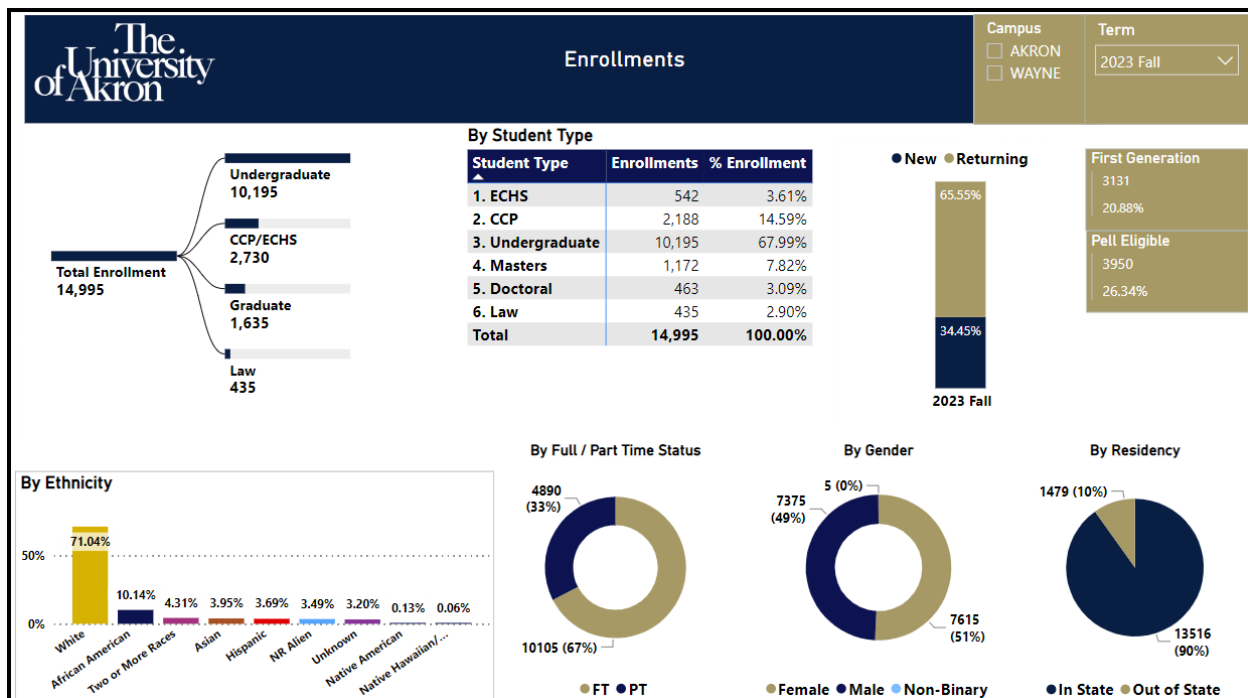 The
University
of Akron
Enrollments
Campus
AKRON
WAYNE
Term
2023 Fall
Total Enrollment
14,995
Undergraduate
10,195
CCP/ECHS
2,730
Graduate
1,635
Law
435
By Student Type
Student Type Enrollments % Enrollment
1. ECHS 542 3.61%
2. CCP 2,188 14.59%
3. Undergraduate 10,195 67.99%
4. Masters 1,172 7.82%
5. Doctoral 463 3.09%
6. Law 435 2.90%
Total 14,995 100.00%
New Returning
65.55%
34.45%
2023 Fall
First Generation
3131
20.88%
Pell Eligible
3950
26.34%
By Ethnicity
50%
0%
71.04%
10.14%
4.31%
3.95%
3.69%
3.49%
3.20%
0.13%
0.06%
White
African American
Two or More Races
Asian
Hispanic
NR Alien
Unknown
Native American
Native Hawaiian/...
By Full / Part Time Status
4890
(33%)
10105 (67%)
FT PT
By Gender
5 (0%)
7375
(49%)
7615
(51%)
Female Male Non-Binary
By Residency
1479 (10%)
13516
(90%)
In State Out of State